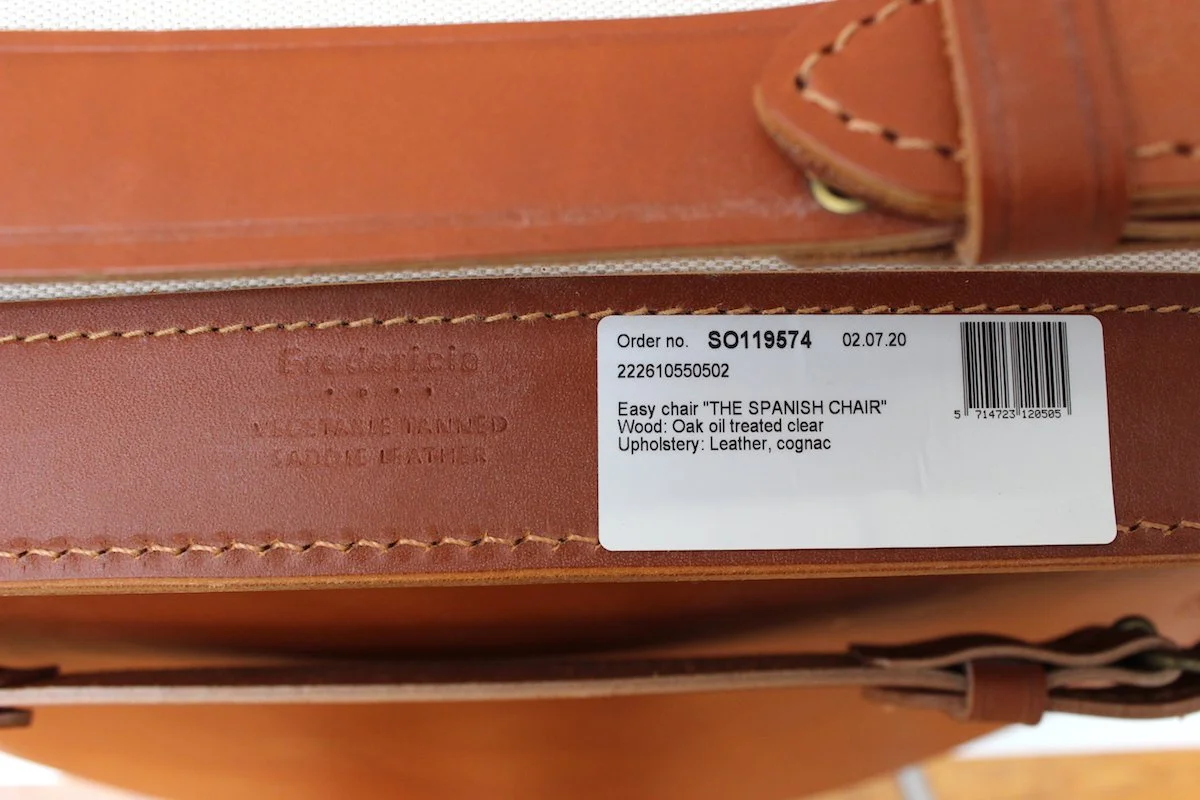 Fredericia
VEGETABLE TANNED
SADDLE LEATHER
Order no. SO119574 02.07.20
222610550502
Easy chair "THE SPANISH CHAIR"
Wood: Oak oil treated clear
Upholstery: Leather, cognac
5 714723 120505